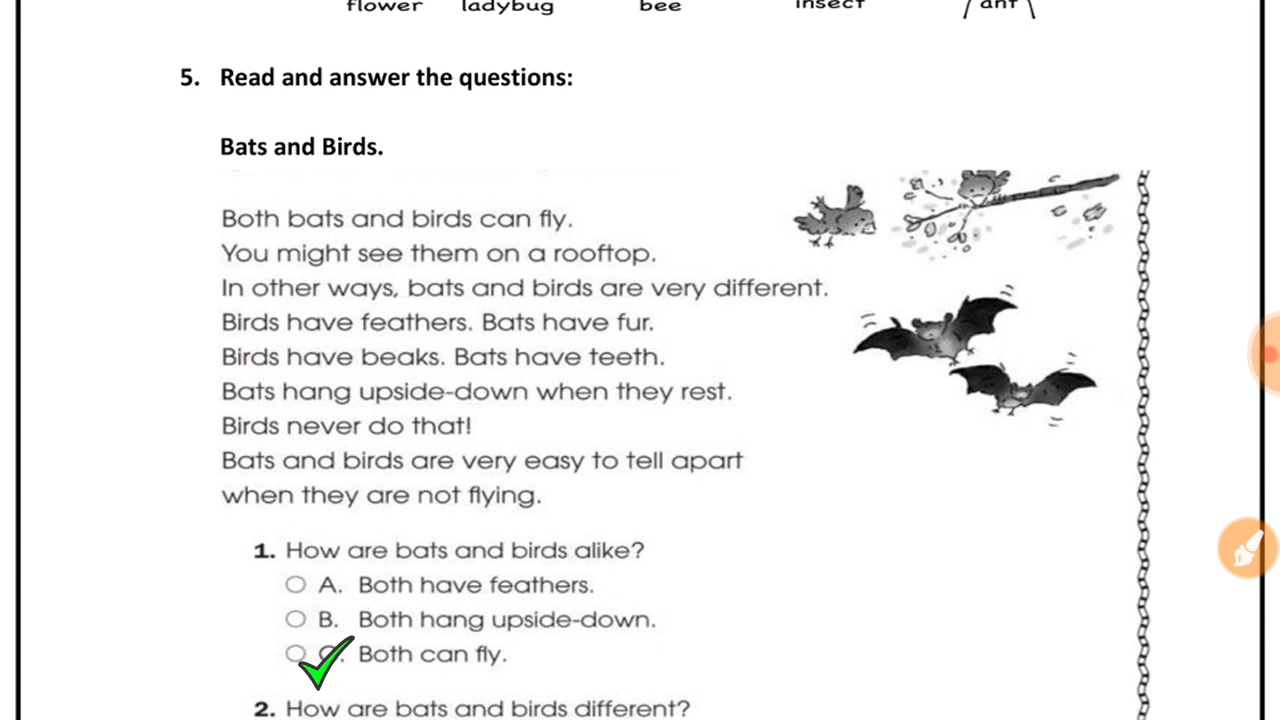 flower ladybug bee insect ant
5. Read and answer the questions:
Bats and Birds.
Both bats and birds can fly.
You might see them on a rooftop.
In other ways, bats and birds are very different.
Birds have feathers. Bats have fur.
Birds have beaks. Bats have teeth.
Bats hang upside-down when they rest.
Birds never do that!
Bats and birds are very easy to tell apart
when they are not flying.
1. How are bats and birds alike?
A. Both have feathers.
B. Both hang upside-down.
C. Both can fly.
2. How are bats and birds different?